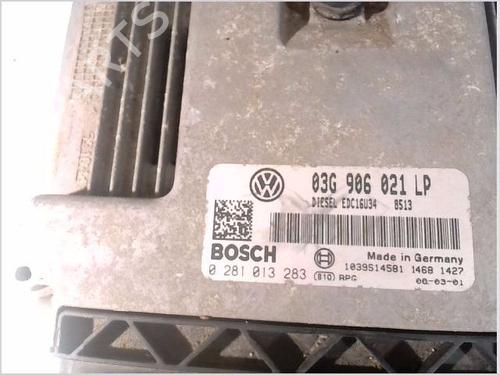 03G 906 021 LP
DIESEL EDC16U34 8513
BOSCH
Made in Germany
0 281 013 283 (810) RPG
1039S14581 1468 1427
08-03-01